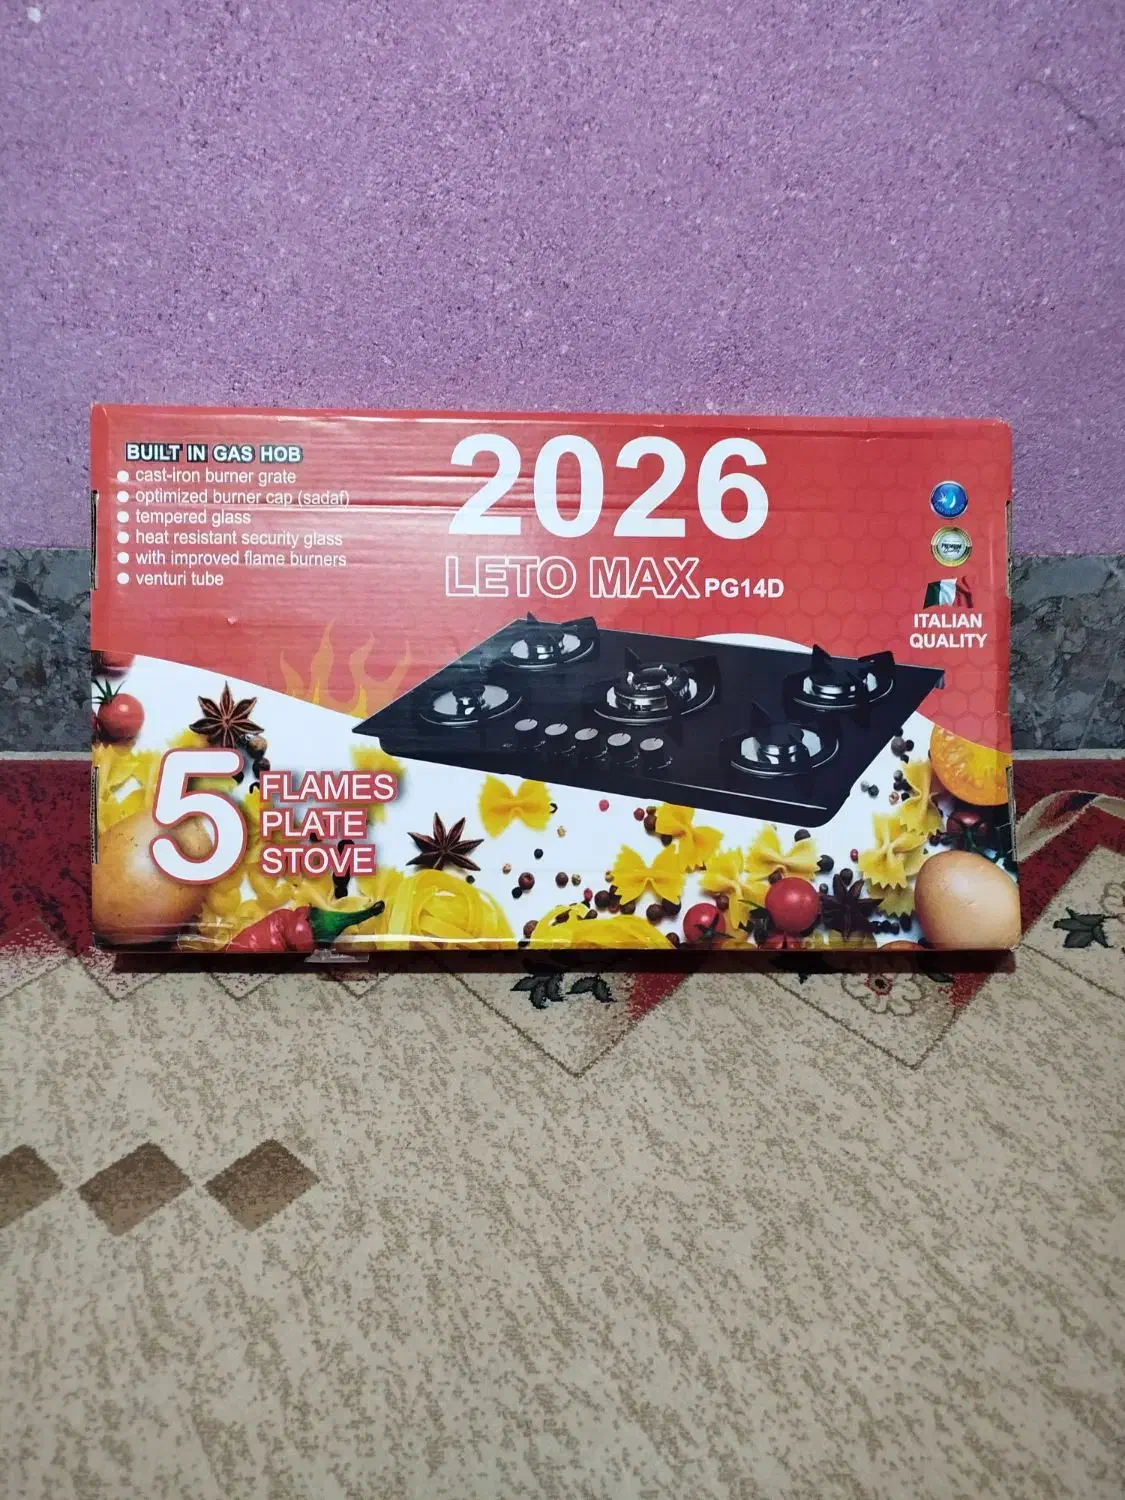 BUILT IN GAS HOB
cast-iron burner grate
optimized burner cap (sadaf)
tempered glass
heat resistant security glass
with improved flame burners
venturi tube
2026
LETO MAX PG14D
PREMIUM
ITALIAN
QUALITY
5 FLAMES
PLATE
STOVE